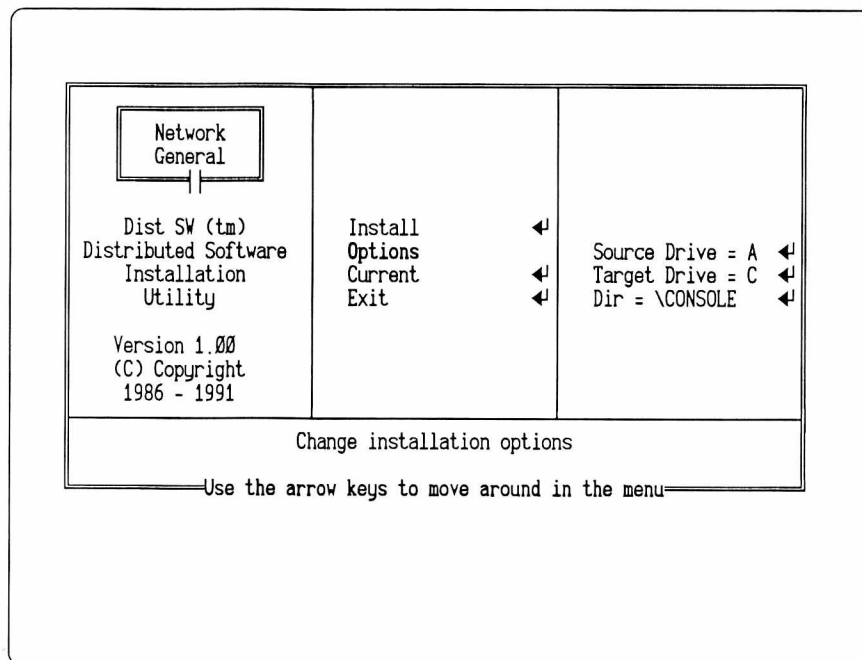 Network
General
Dist SW (tm)
Distributed Software
Installation
Utility
Version 1.00
(C) Copyright
1986 - 1991
Install ↵
Options
Current ↵
Exit ↵
Source Drive = A ↵
Target Drive = C ↵
Dir = \CONSOLE ↵
Change installation options
Use the arrow keys to move around in the menu